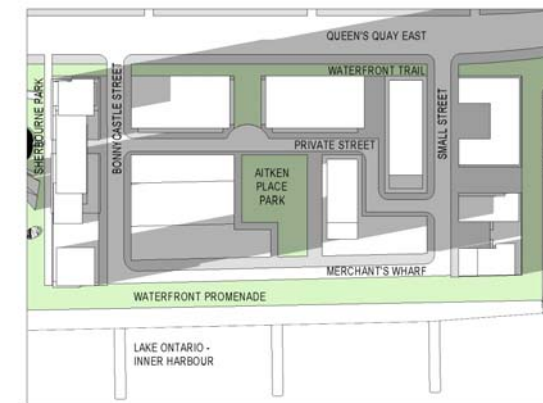 QUEEN'S QUAY EAST
WATERFRONT TRAIL
SHERBOURNE PARK
BONNYCASTLE STREET
SMALL STREET
PRIVATE STREET
AITKEN
PLACE
PARK
MERCHANT'S WHARF
WATERFRONT PROMENADE
LAKE ONTARIO -
INNER HARBOUR